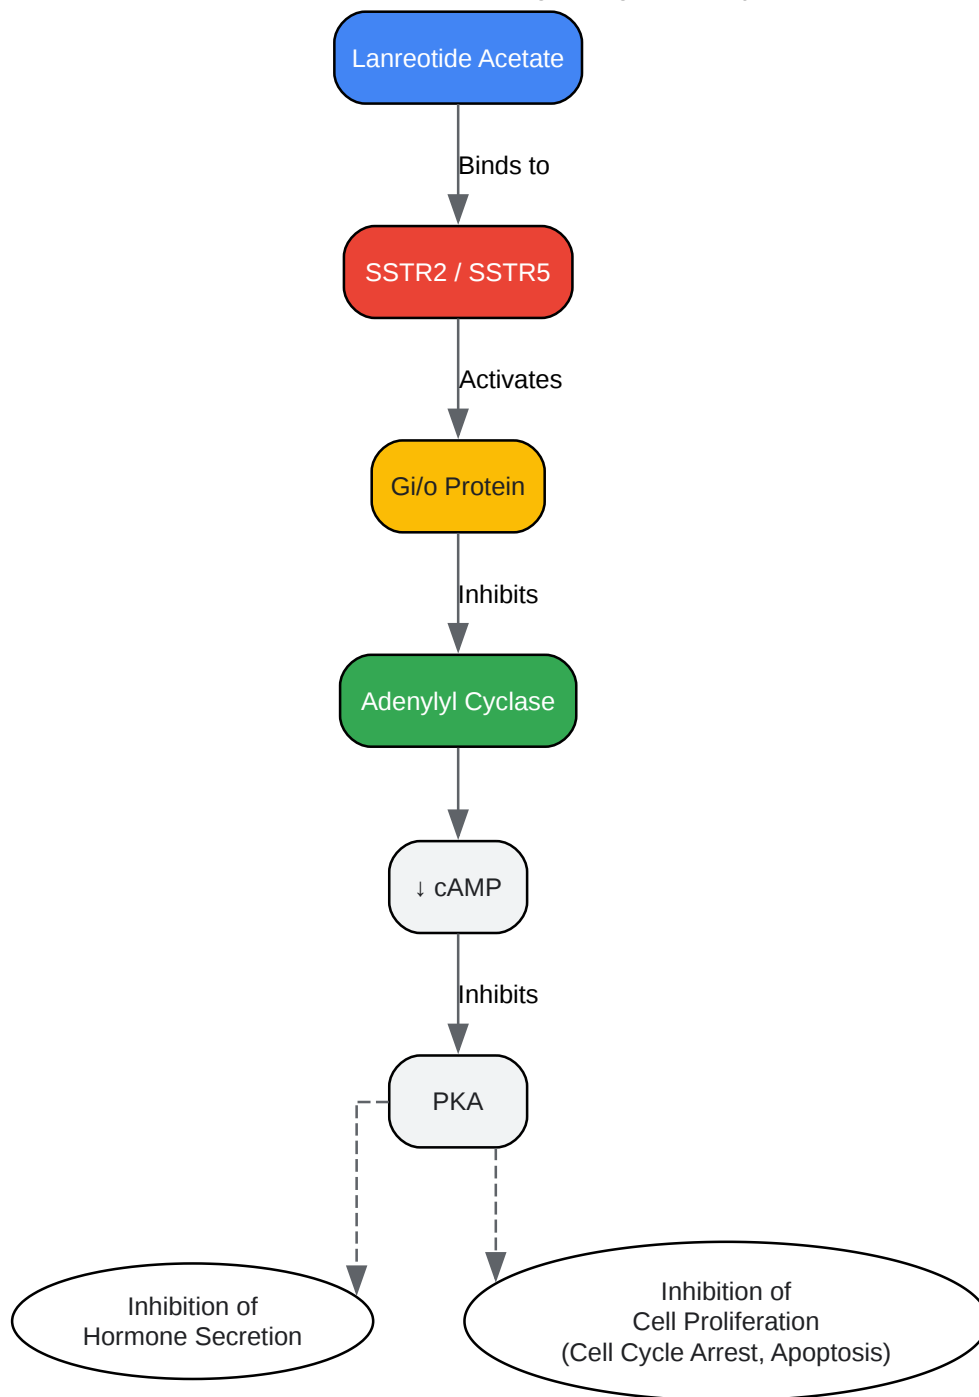 Lanreotide Acetate
Binds to
SSTR2 / SSTR5
Activates
Gi/o Protein
Inhibits
Adenylyl Cyclase
↓ cAMP
Inhibits
PKA
Inhibition of
Hormone Secretion
Inhibition of
Cell Proliferation
(Cell Cycle Arrest, Apoptosis)